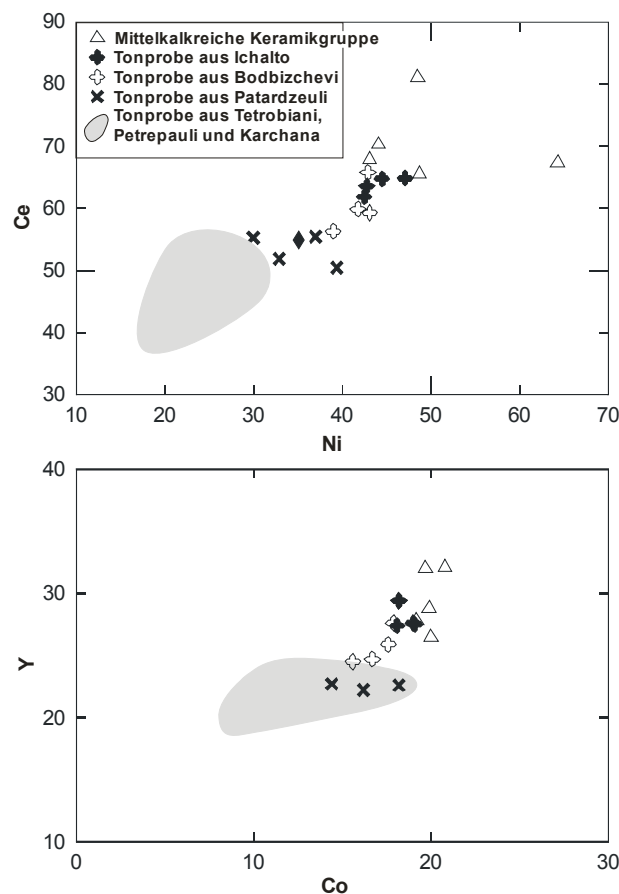 90
80
70
60
50
40
30
Ce
Mittelkalkreiche Keramikgruppe
Tonprobe aus Ichalto
Tonprobe aus Bodbizchevi
Tonprobe aus Patardzeuli
Tonprobe aus Tetrobiani,
Petrepauli und Karchana
10 20 30 40 50 60 70
Ni
40
30
20
10
Y
0 10 20 30
Co